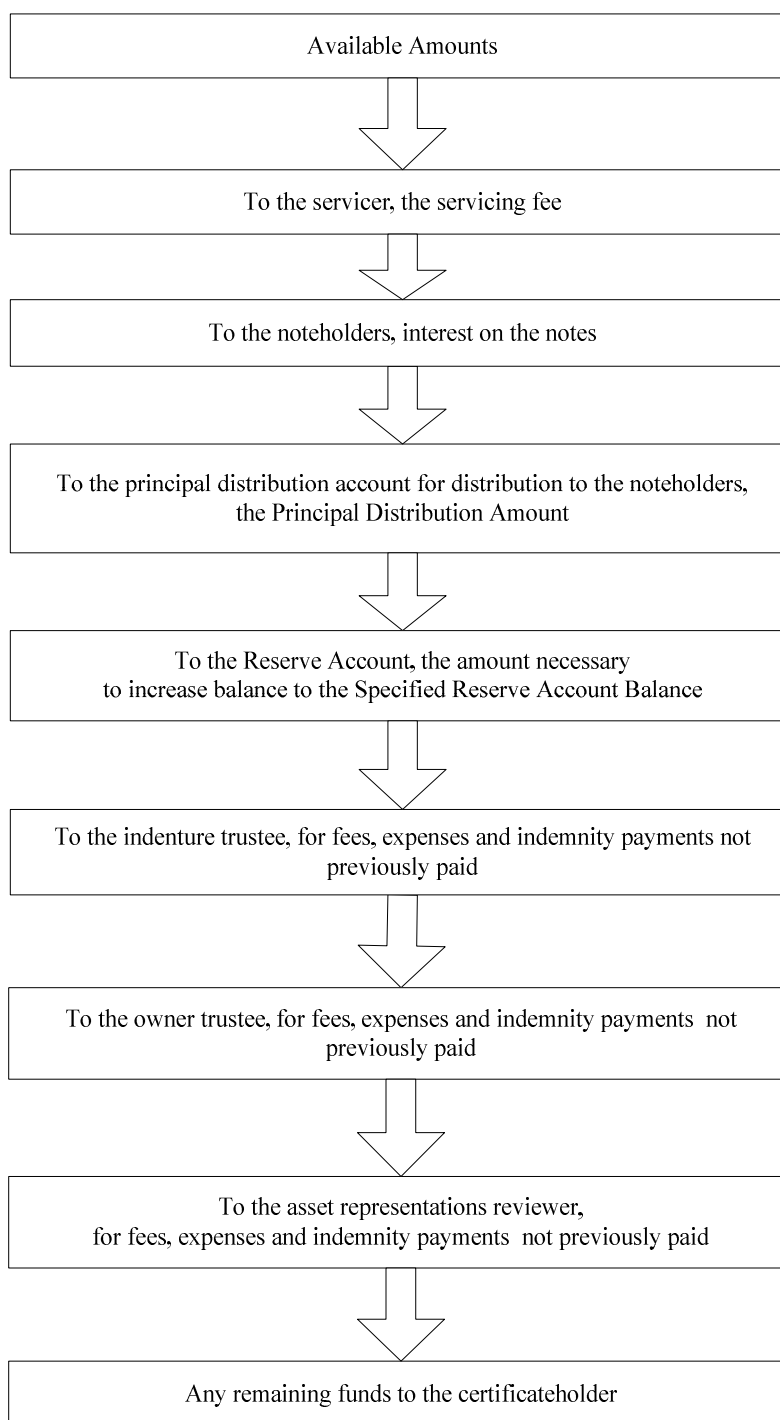 Available Amounts
To the servicer, the servicing fee
To the noteholders, interest on the notes
To the principal distribution account for distribution to the noteholders,
the Principal Distribution Amount
To the Reserve Account, the amount necessary
to increase balance to the Specified Reserve Account Balance
To the indenture trustee, for fees, expenses and indemnity payments not
previously paid
To the owner trustee, for fees, expenses and indemnity payments not
previously paid
To the asset representations reviewer,
for fees, expenses and indemnity payments not previously paid
Any remaining funds to the certificateholder